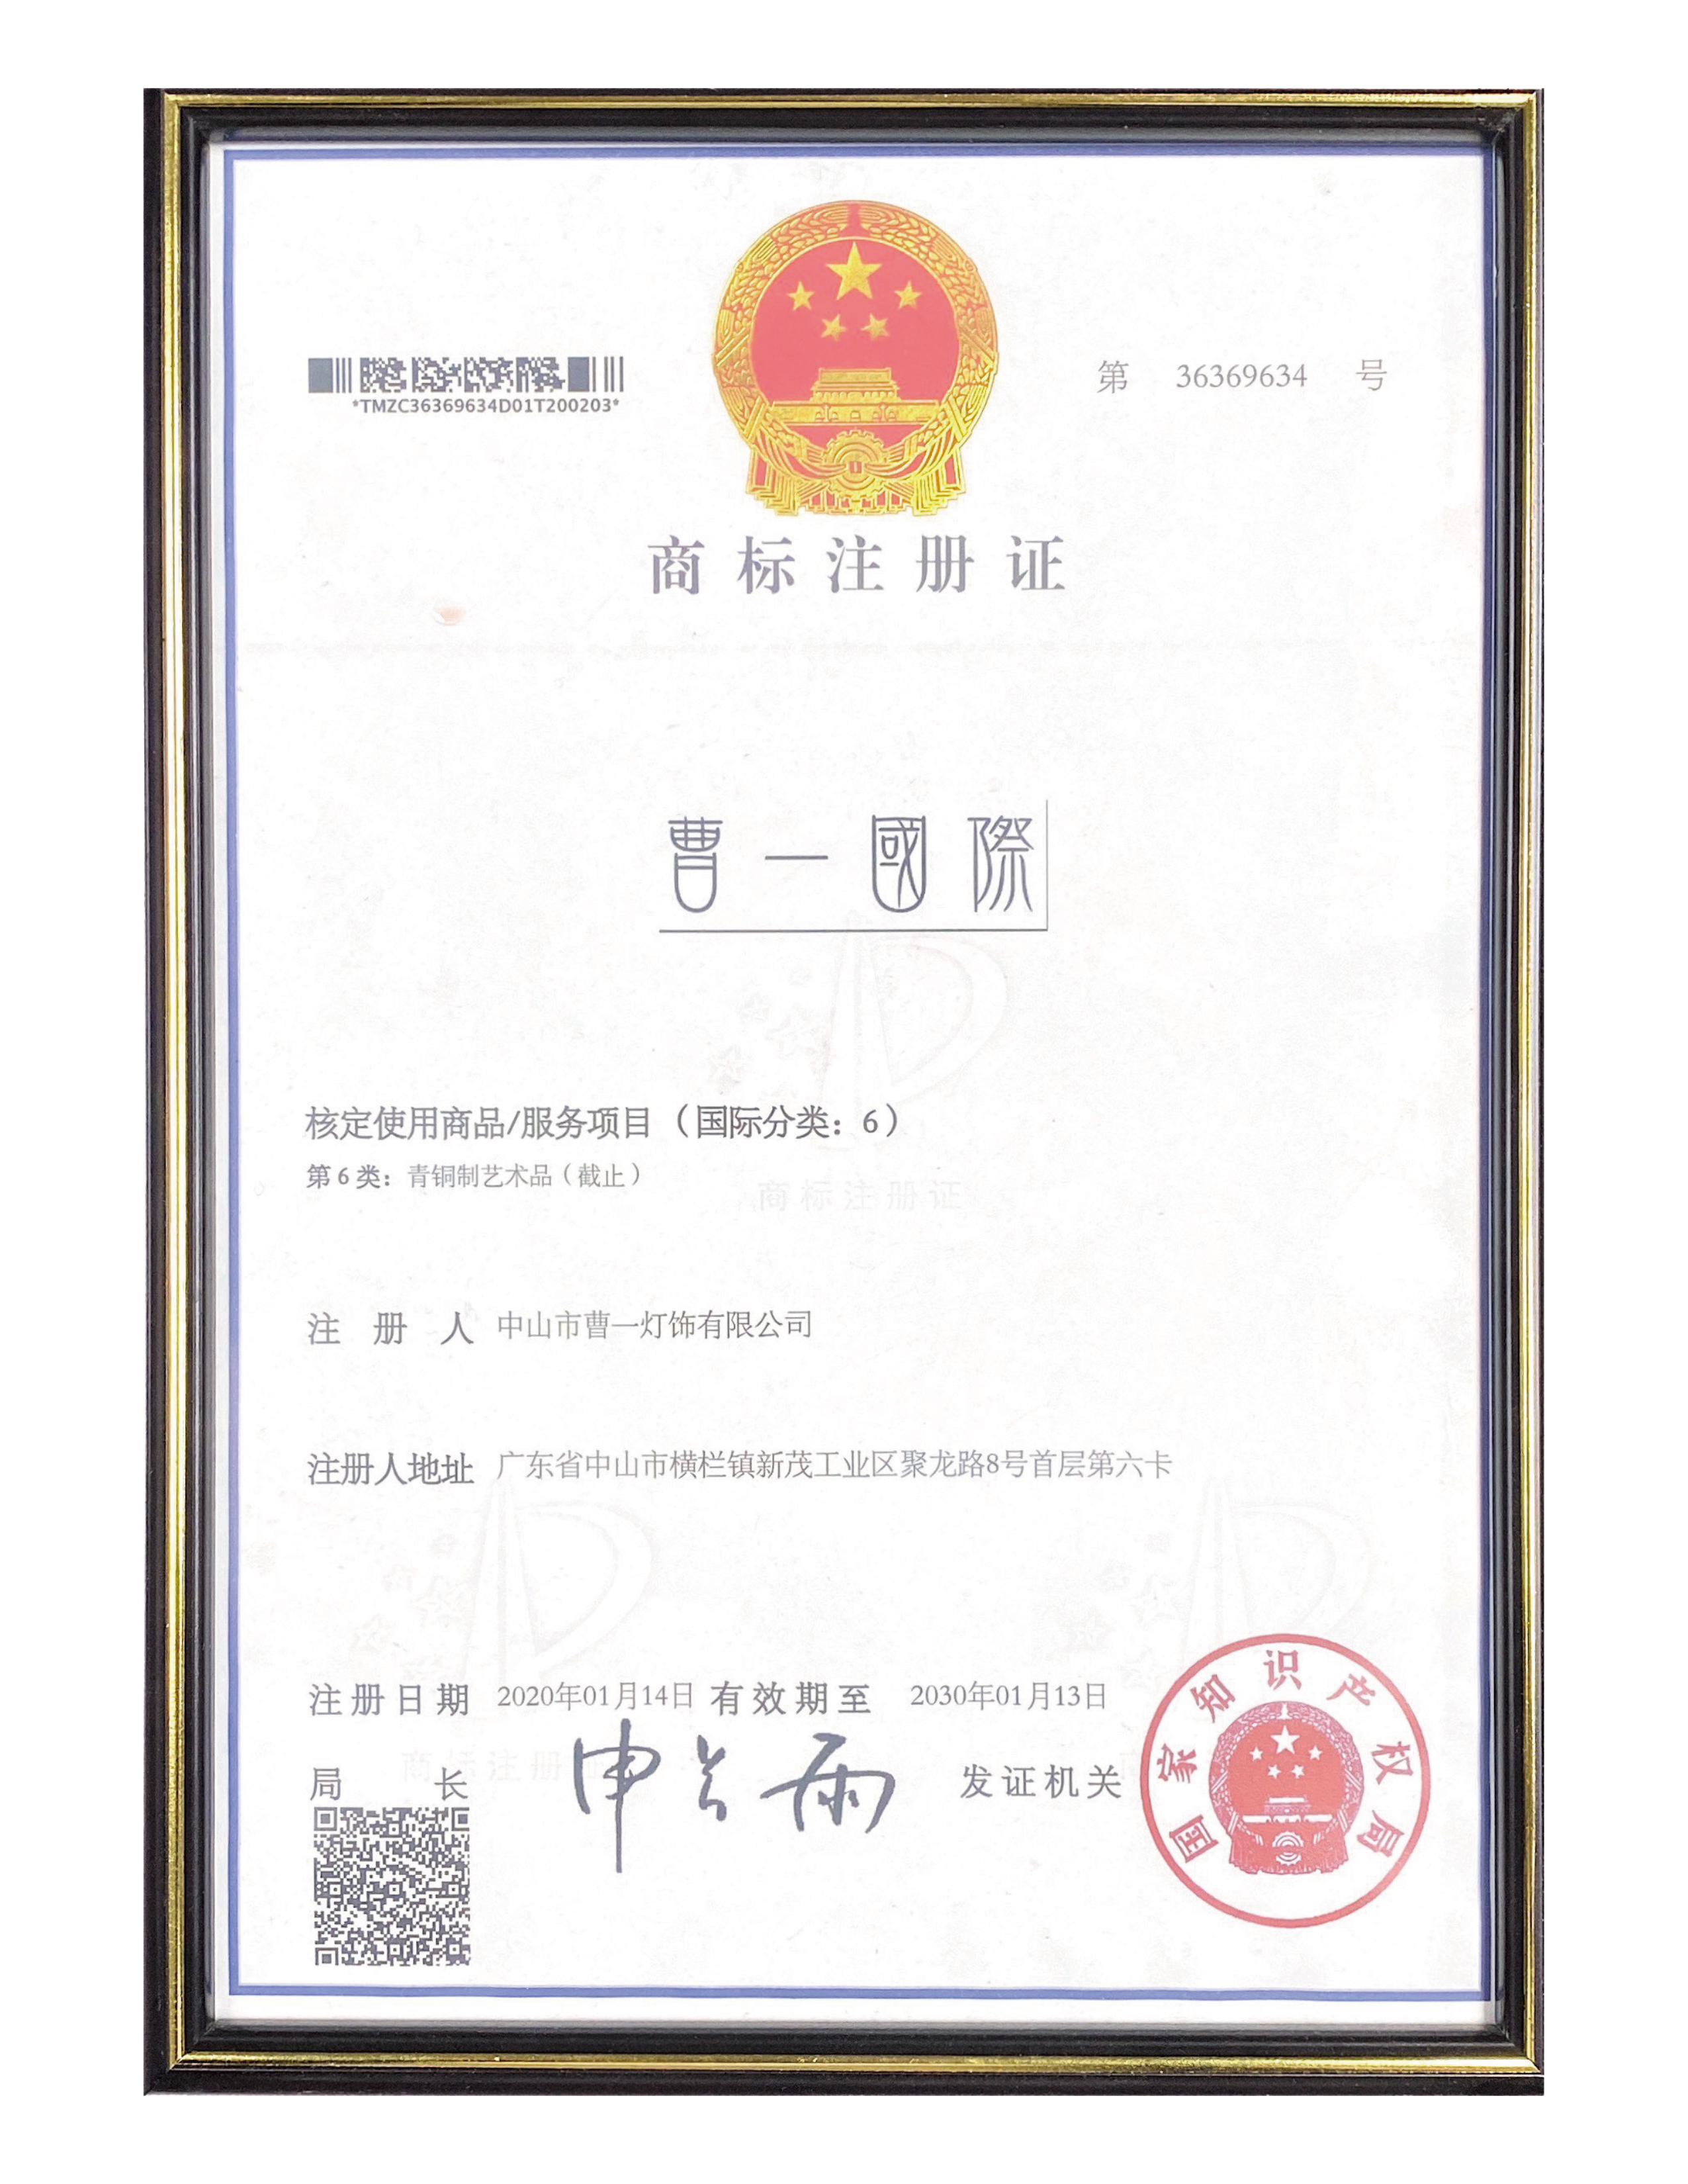 *TMZC36369634D01T200203*
第 36369634 号
商标注册证
曹一國際
核定使用商品/服务项目（国际分类：6）
第6类：青铜制艺术品（截止）
商标注册证
注册人 中山市曹一灯饰有限公司
注册人地址 广东省中山市横栏镇新茂工业区聚龙路8号首层第六卡
注册日期 2020年01月14日 有效期至 2030年01月13日
局长 申长雨 发证机关
国家知识产权局